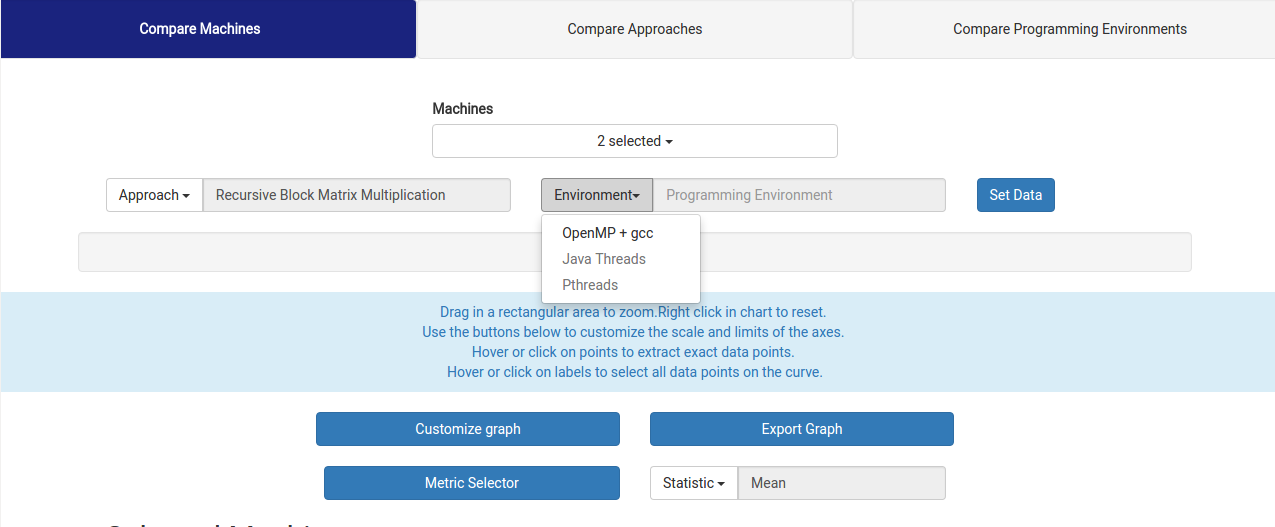 Compare Machines
Compare Approaches
Compare Programming Environments
Machines
2 selected
Approach
Recursive Block Matrix Multiplication
Environment
Programming Environment
Set Data
OpenMP + gcc
Java Threads
Pthreads
Drag in a rectangular area to zoom.Right click in chart to reset.
Use the buttons below to customize the scale and limits of the axes.
Hover or click on points to extract exact data points.
Hover or click on labels to select all data points on the curve.
Customize graph
Export Graph
Metric Selector
Statistic
Mean